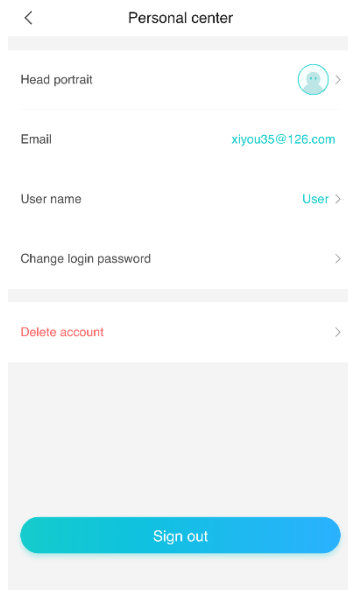 Personal center
Head portrait
Email xiyou35@126.com
User name User
Change login password
Delete account
Sign out